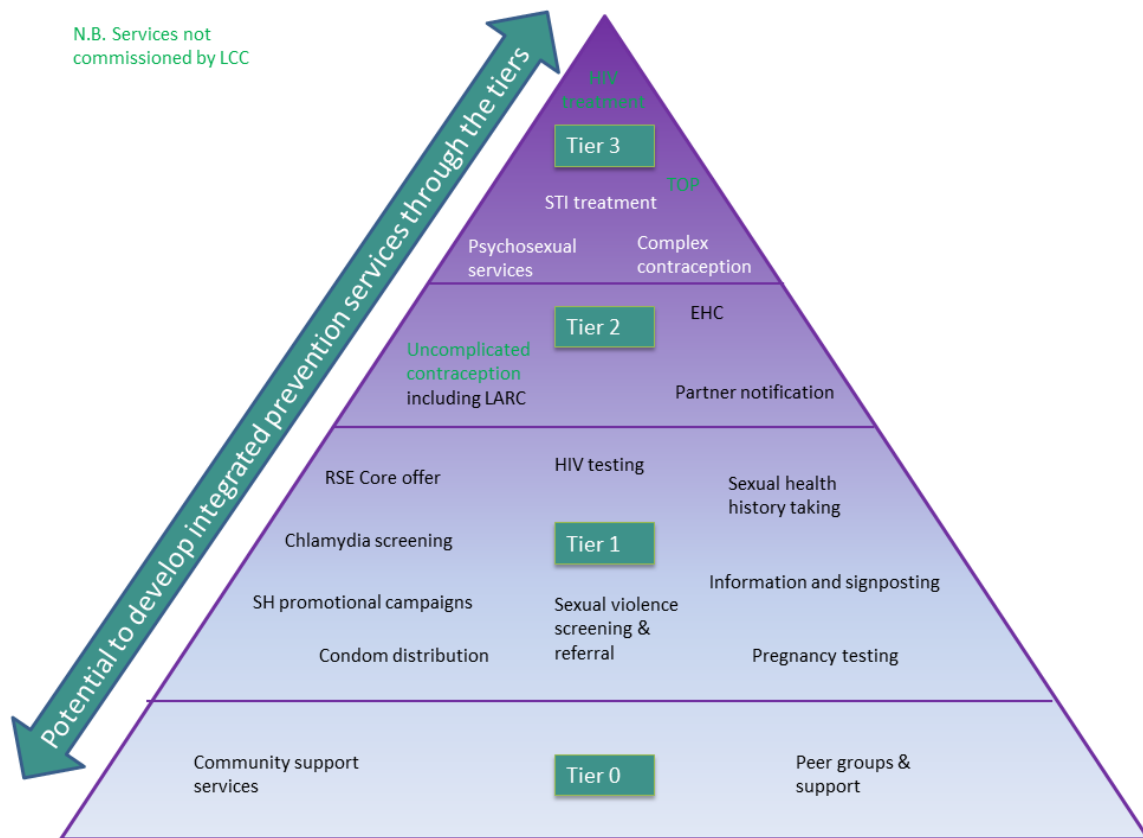 N.B. Services not
commissioned by LCC
Potential to develop integrated prevention services through the tiers
HIV
treatment
Tier 3
TOP
STI treatment
Psychosexual
services
Complex
contraception
Tier 2
EHC
Uncomplicated
contraception
including LARC
Partner notification
RSE Core offer
HIV testing
Sexual health
history taking
Chlamydia screening
Tier 1
Information and signposting
SH promotional campaigns
Sexual violence
screening &
referral
Condom distribution
Pregnancy testing
Community support
services
Tier 0
Peer groups &
support